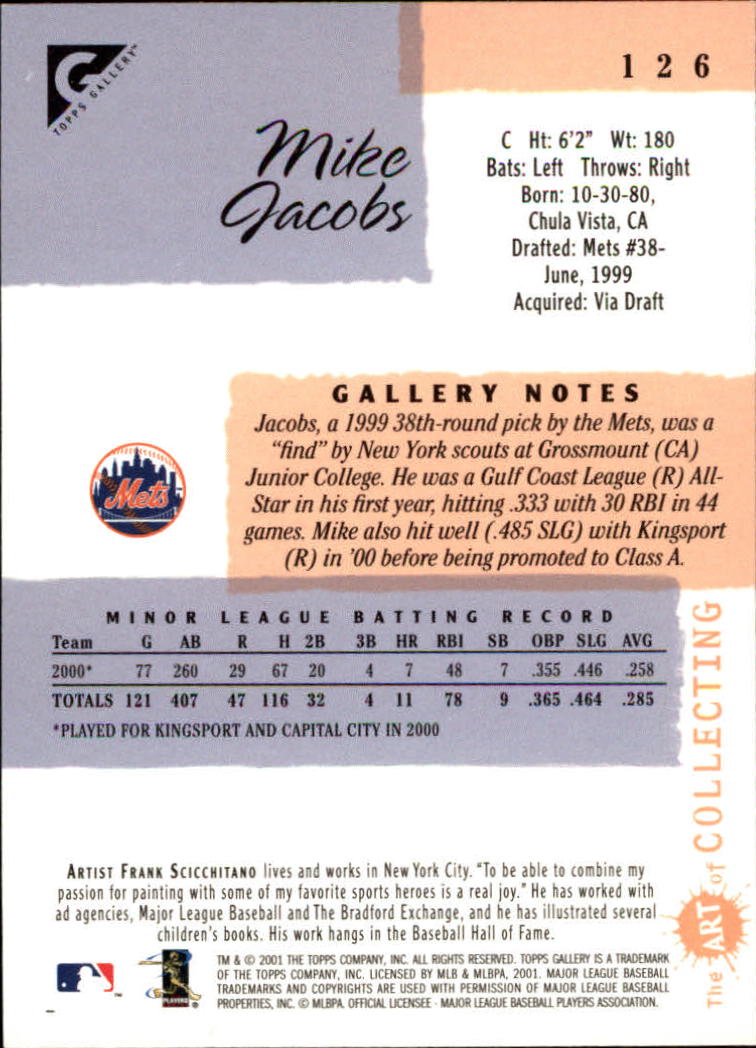 TOPPS GALLERY™
G
1 2 6
Mike
Jacobs
C Ht: 6'2" Wt: 180
Bats: Left Throws: Right
Born: 10-30-80,
Chula Vista, CA
Drafted: Mets #38-
June, 1999
Acquired: Via Draft
GALLERY NOTES
Jacobs, a 1999 38th-round pick by the Mets, was a
"find" by New York scouts at Grossmount (CA)
Junior College. He was a Gulf Coast League (R) All-
Star in his first year, hitting .333 with 30 RBI in 44
games. Mike also hit well (.485 SLG) with Kingsport
(R) in '00 before being promoted to Class A.
Mets
MINOR LEAGUE BATTING RECORD
Team G AB R H 2B 3B HR RBI SB OBP SLG AVG
2000* 77 260 29 67 20 4 7 48 7 .355 .446 .258
TOTALS 121 407 47 116 32 4 11 78 9 .365 .464 .285
*PLAYED FOR KINGSPORT AND CAPITAL CITY IN 2000
The ART of COLLECTING
ARTIST FRANK SCICCHITANO lives and works in New York City. "To be able to combine my
passion for painting with some of my favorite sports heroes is a real joy." He has worked with
ad agencies, Major League Baseball and The Bradford Exchange, and he has illustrated several
children's books. His work hangs in the Baseball Hall of Fame.
PLAYERS
TM & © 2001 THE TOPPS COMPANY, INC. ALL RIGHTS RESERVED. TOPPS GALLERY IS A TRADEMARK
OF THE TOPPS COMPANY, INC. LICENSED BY MLB & MLBPA, 2001. MAJOR LEAGUE BASEBALL
TRADEMARKS AND COPYRIGHTS ARE USED WITH PERMISSION OF MAJOR LEAGUE BASEBALL
PROPERTIES, INC. © MLBPA. OFFICIAL LICENSEE - MAJOR LEAGUE BASEBALL PLAYERS ASSOCIATION.